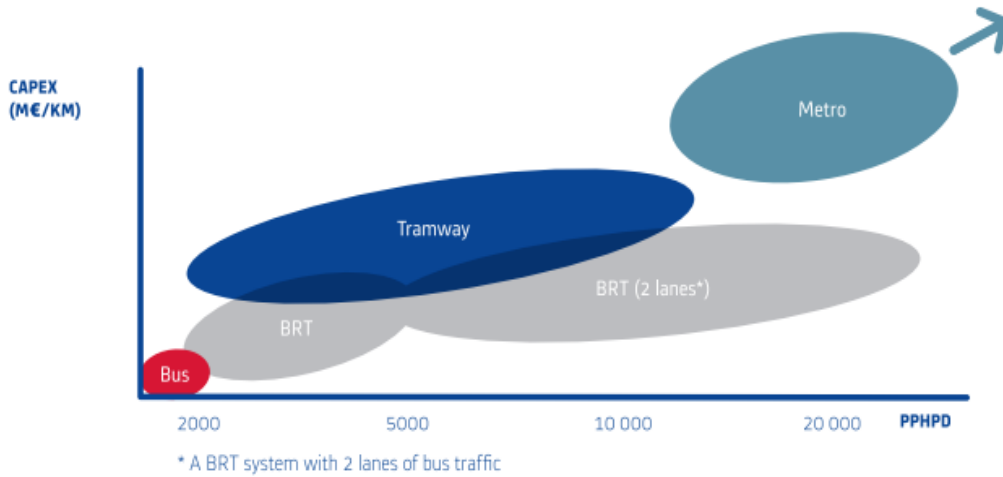 CAPEX
(M€/KM)
Metro
Tramway
BRT (2 lanes*)
BRT
Bus
2000 5000 10 000 20 000 PPHPD
* A BRT system with 2 lanes of bus traffic